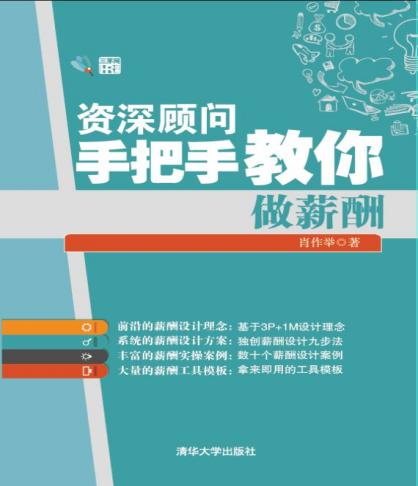 资深顾问
手把手教你
做薪酬
肖作举◎著
前沿的薪酬设计理念：基于3P+1M设计理念
系统的薪酬设计方案：独创薪酬设计九步法
丰富的薪酬实操案例：数十个薪酬设计案例
大量的薪酬工具模板：拿来即用的工具模板
清华大学出版社